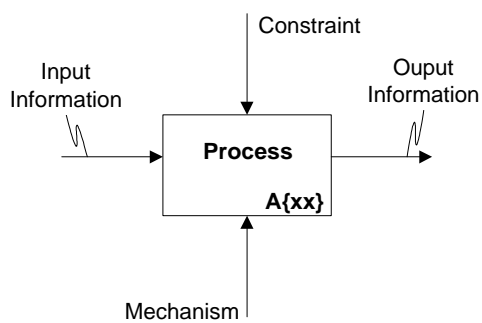 Constraint
Input
Information
Ouput
Information
Process
A{xx}
Mechanism